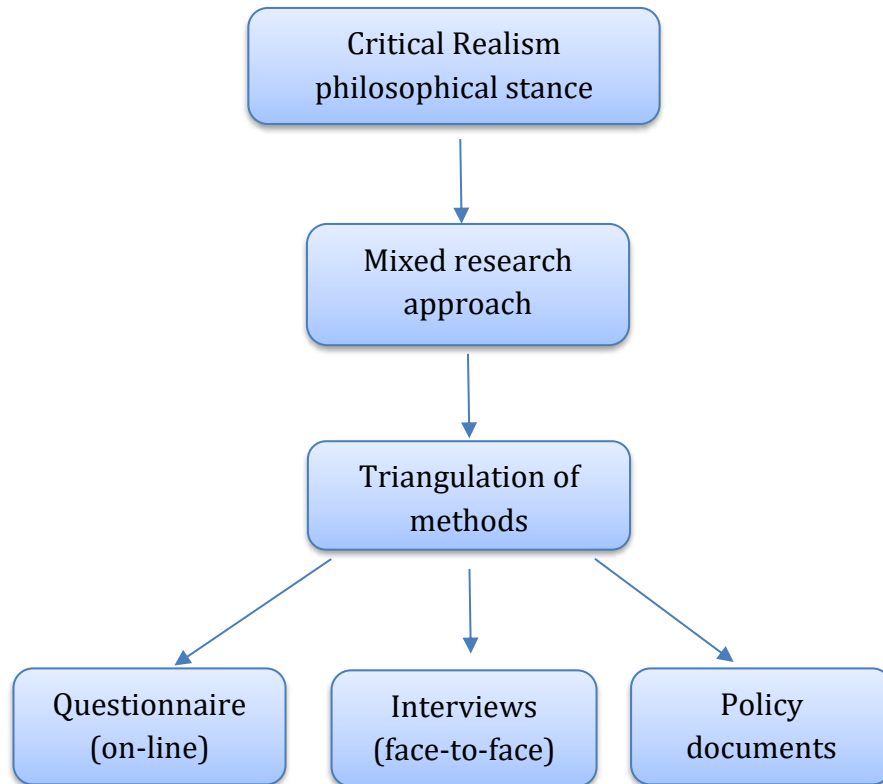 Critical Realism
philosophical stance
Mixed research
approach
Triangulation of
methods
Questionnaire
(on-line)
Interviews
(face-to-face)
Policy
documents